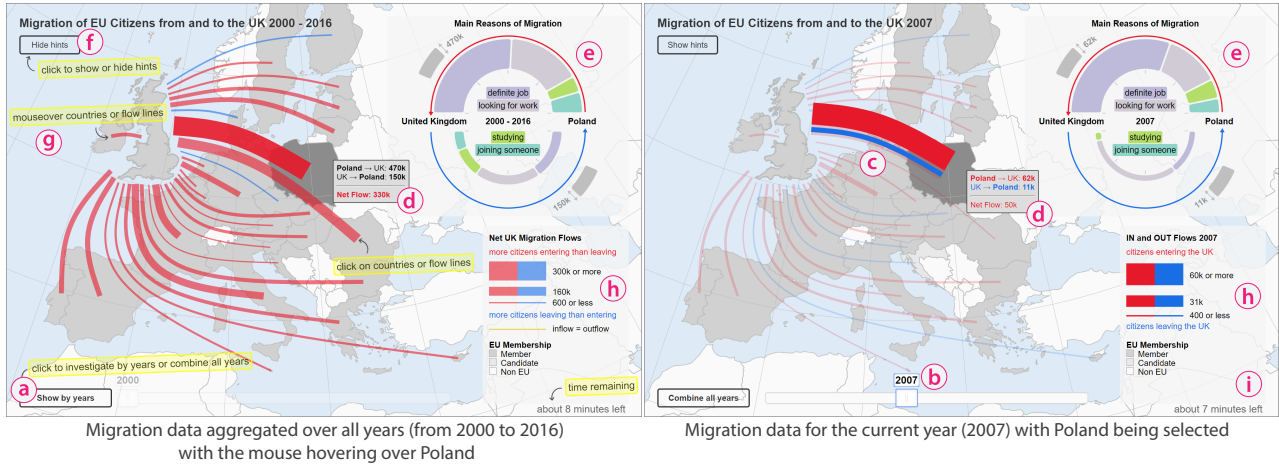 Migration of EU Citizens from and to the UK 2000 - 2016
Hide hints
f
click to show or hide hints
mouseover countries or flow lines
g
Main Reasons of Migration
470k
e
definite job
looking for work
United Kingdom
2000 - 2016
Poland
studying
joining someone
150k
Poland → UK: 470k
UK → Poland: 150k
Net Flow: 330k
d
click on countries or flow lines
Net UK Migration Flows
more citizens entering than leaving
300k or more
h
160k
600 or less
more citizens leaving than entering
inflow = outflow
EU Membership
Member
Candidate
Non EU
click to investigate by years or combine all years
a
2000
Show by years
time remaining
about 8 minutes left
Migration data aggregated over all years (from 2000 to 2016)
with the mouse hovering over Poland
Migration of EU Citizens from and to the UK 2007
Show hints
Main Reasons of Migration
62k
e
definite job
looking for work
United Kingdom
2007
Poland
studying
joining someone
11k
c
Poland → UK: 62k
UK → Poland: 11k
Net Flow: 50k
d
IN and OUT Flows 2007
citizens entering the UK
60k or more
h
31k
400 or less
citizens leaving the UK
EU Membership
Member
Candidate
Non EU
b
2007
Combine all years
i
about 7 minutes left
Migration data for the current year (2007) with Poland being selected